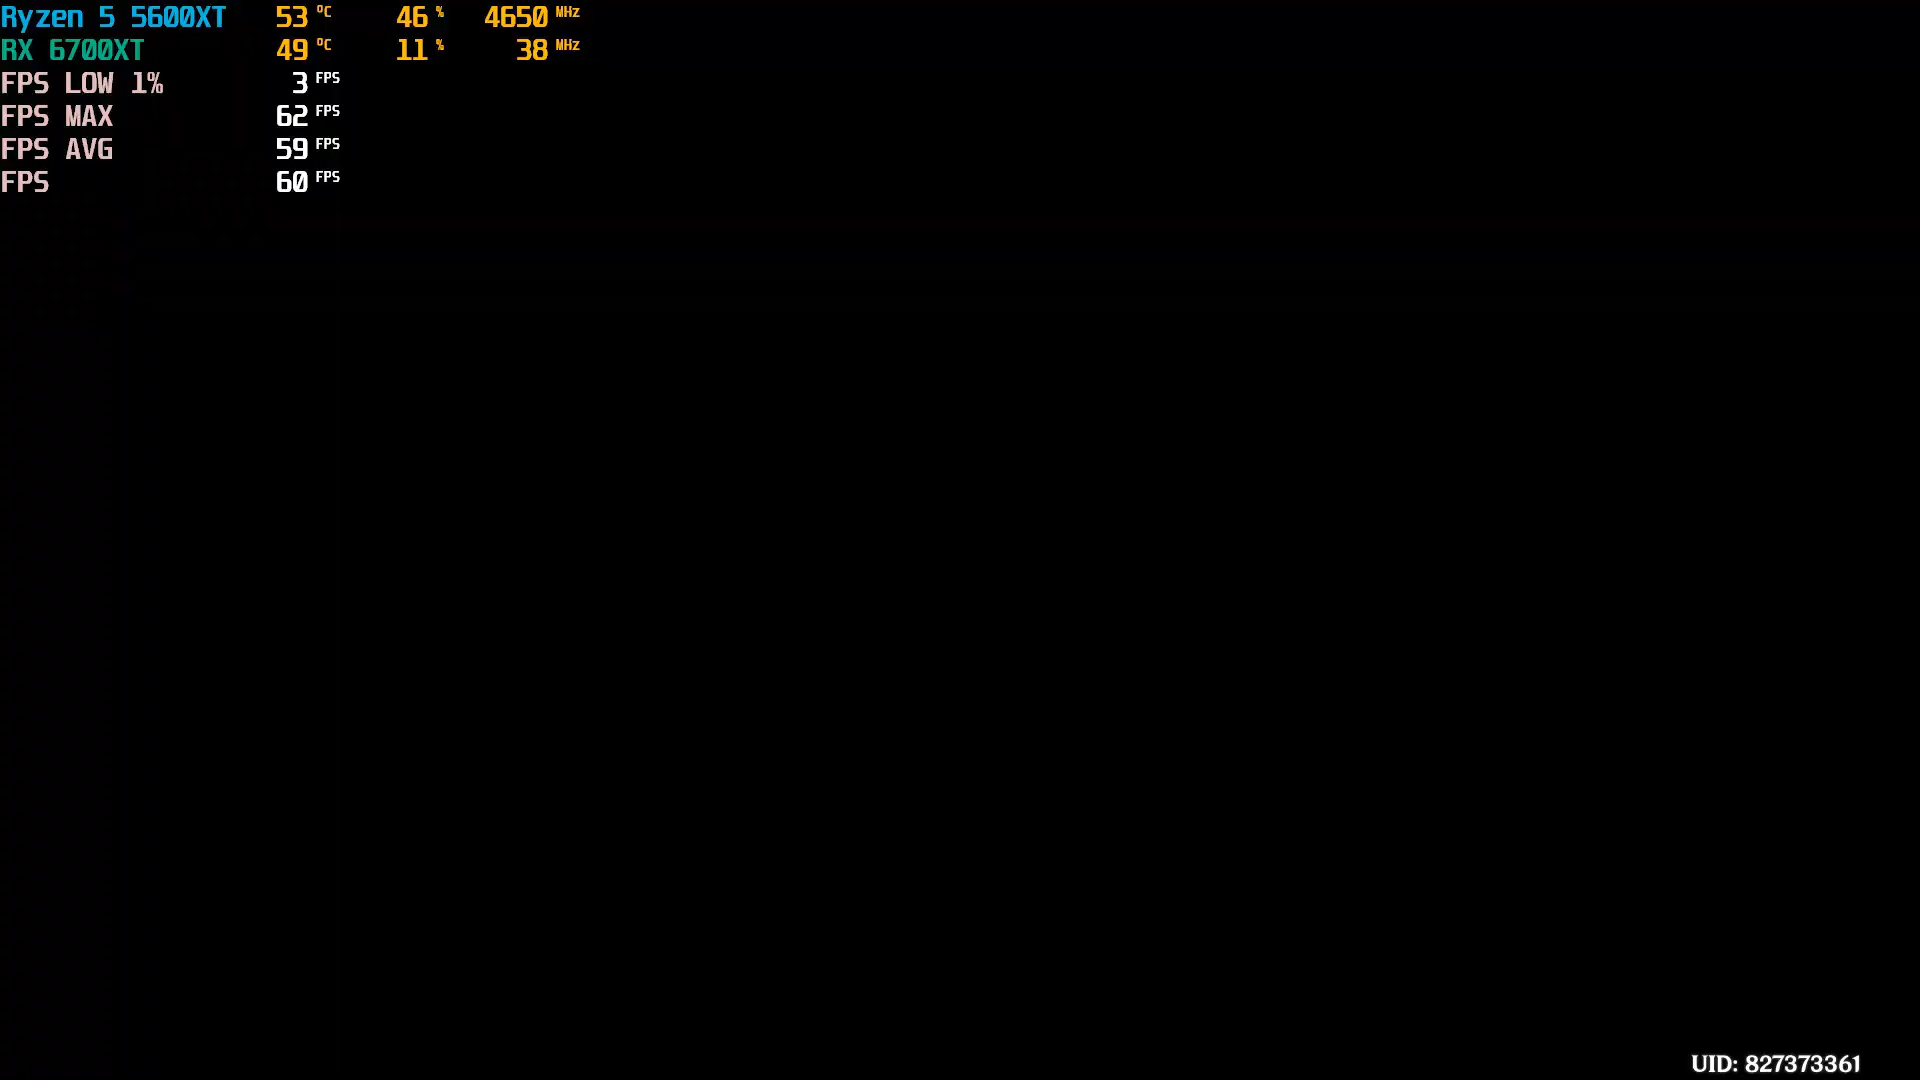 Ryzen 5 5600XT 53 °C 46 % 4650 MHz
RX 6700XT 49 °C 11 % 38 MHz
FPS LOW 1% 3 FPS
FPS MAX 62 FPS
FPS AVG 59 FPS
FPS 60 FPS
UID: 827373361